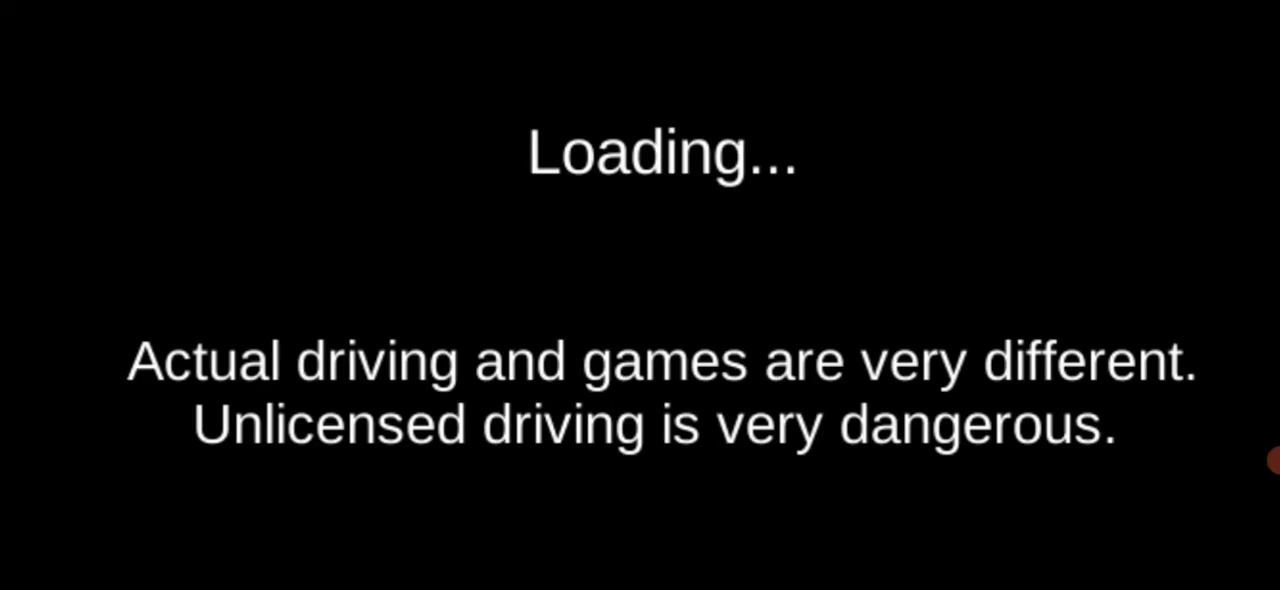 Loading...
Actual driving and games are very different.
Unlicensed driving is very dangerous.